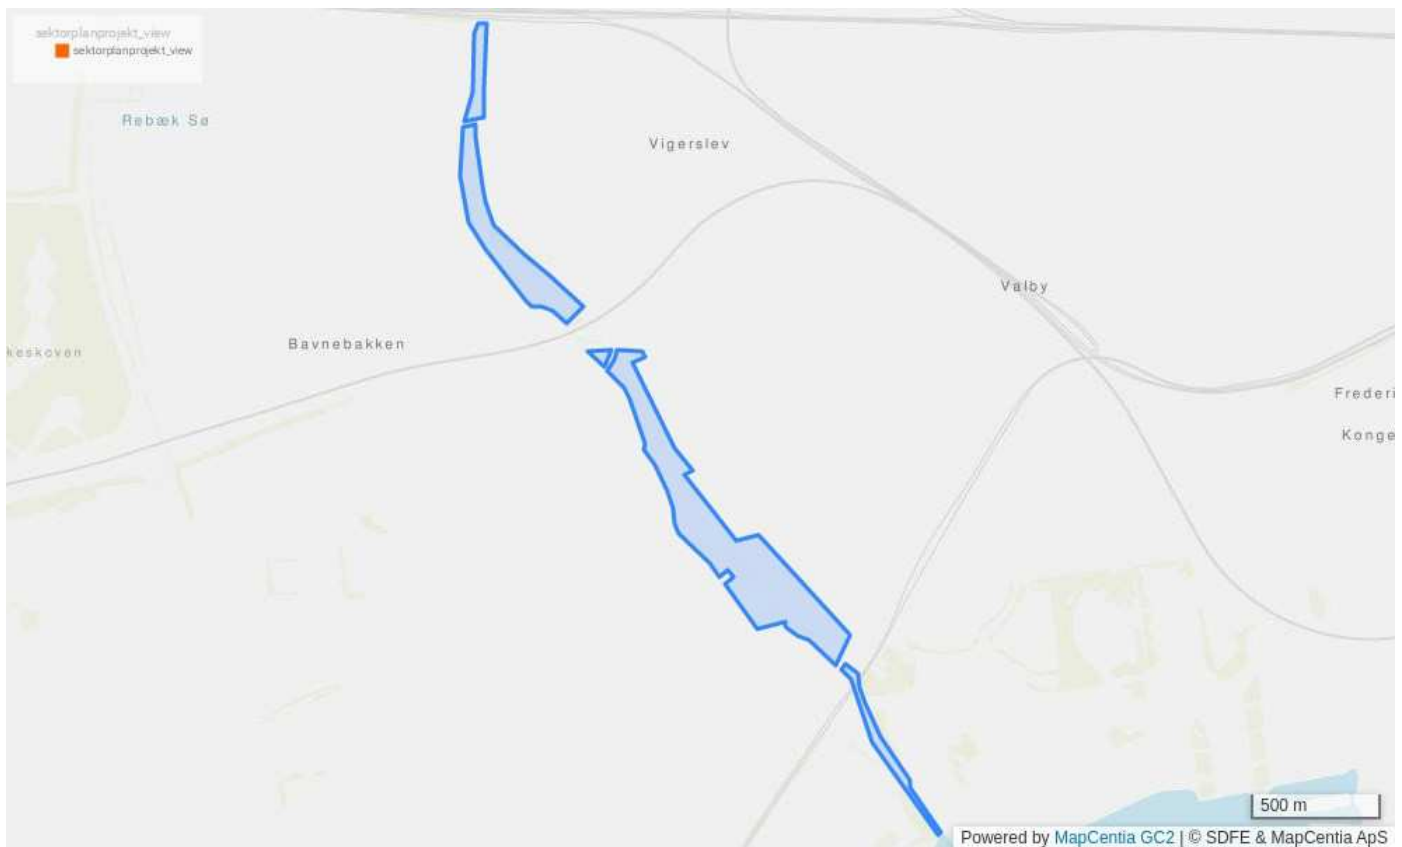 sektorplanprojekt_view
sektorplanprojekt_view
Rebæk Sø
Vigerslev
Valby
Bavnebakken
keskoven
Frederi
Konge
500 m
Powered by MapCentia GC2 | © SDFE & MapCentia ApS